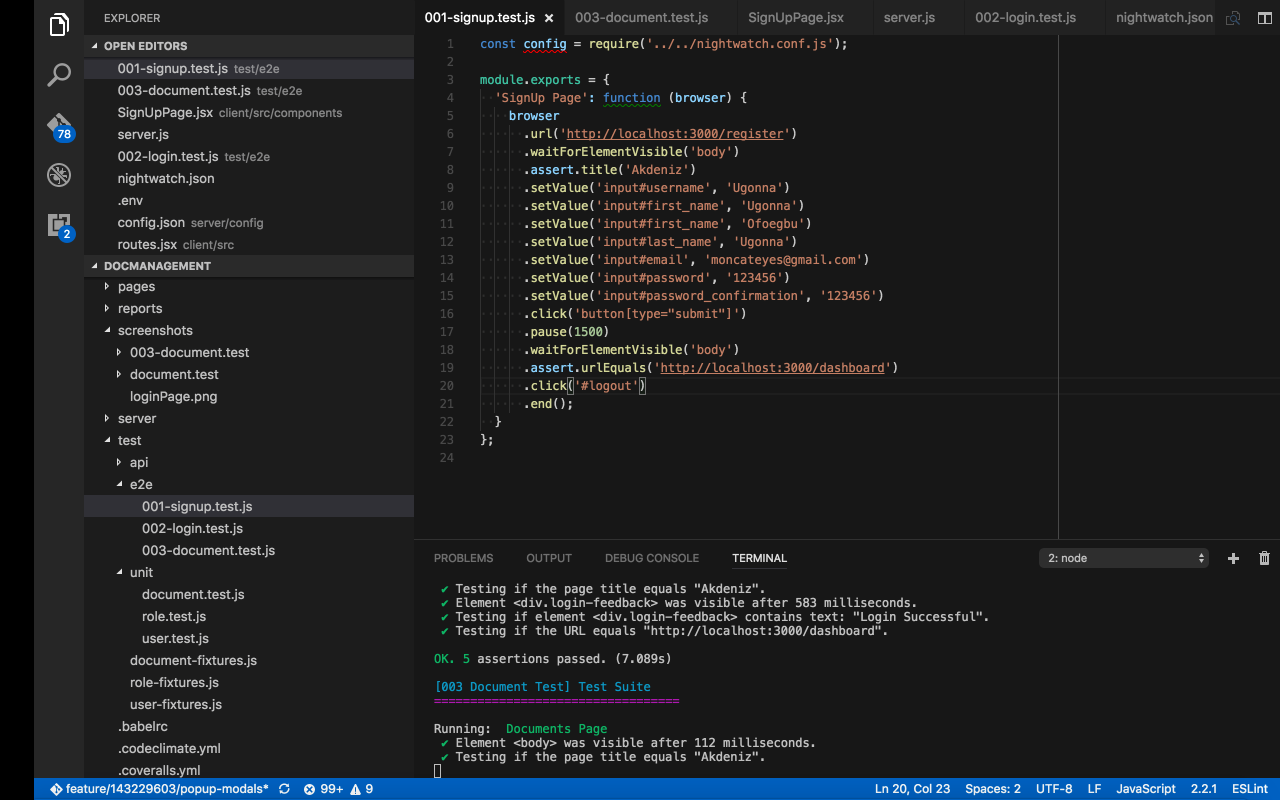 EXPLORER
OPEN EDITORS
001-signup.test.js test/e2e
003-document.test.js test/e2e
SignUpPage.jsx client/src/components
server.js
002-login.test.js test/e2e
nightwatch.json
.env
config.json server/config
routes.jsx client/src
DOCMANAGEMENT
pages
reports
screenshots
003-document.test
document.test
loginPage.png
server
test
api
e2e
001-signup.test.js
002-login.test.js
003-document.test.js
unit
document.test.js
role.test.js
user.test.js
document-fixtures.js
role-fixtures.js
user-fixtures.js
.babelrc
.codeclimate.yml
.coveralls.yml
78
2
001-signup.test.js 003-document.test.js SignUpPage.jsx server.js 002-login.test.js nightwatch.json
1 const config = require('../../nightwatch.conf.js');
2
3 module.exports = {
4 'SignUp Page': function (browser) {
5 browser
6 .url('http://localhost:3000/register')
7 .waitForElementVisible('body')
8 .assert.title('Akdeniz')
9 .setValue('input#username', 'Ugonna')
10 .setValue('input#first_name', 'Ugonna')
11 .setValue('input#first_name', 'Ofoegbu')
12 .setValue('input#last_name', 'Ugonna')
13 .setValue('input#email', 'moncateyes@gmail.com')
14 .setValue('input#password', '123456')
15 .setValue('input#password_confirmation', '123456')
16 .click('button[type="submit"]')
17 .pause(1500)
18 .waitForElementVisible('body')
19 .assert.urlEquals('http://localhost:3000/dashboard')
20 .click('#logout')
21 .end();
22 }
23 };
24
PROBLEMS OUTPUT DEBUG CONSOLE TERMINAL 2: node
✔ Testing if the page title equals "Akdeniz".
✔ Element <div.login-feedback> was visible after 583 milliseconds.
✔ Testing if element <div.login-feedback> contains text: "Login Successful".
✔ Testing if the URL equals "http://localhost:3000/dashboard".
OK. 5 assertions passed. (7.089s)
[003 Document Test] Test Suite
==================================
Running: Documents Page
✔ Element <body> was visible after 112 milliseconds.
✔ Testing if the page title equals "Akdeniz".
feature/143229603/popup-modals* 99+ 9 Ln 20, Col 23 Spaces: 2 UTF-8 LF JavaScript 2.2.1 ESLint